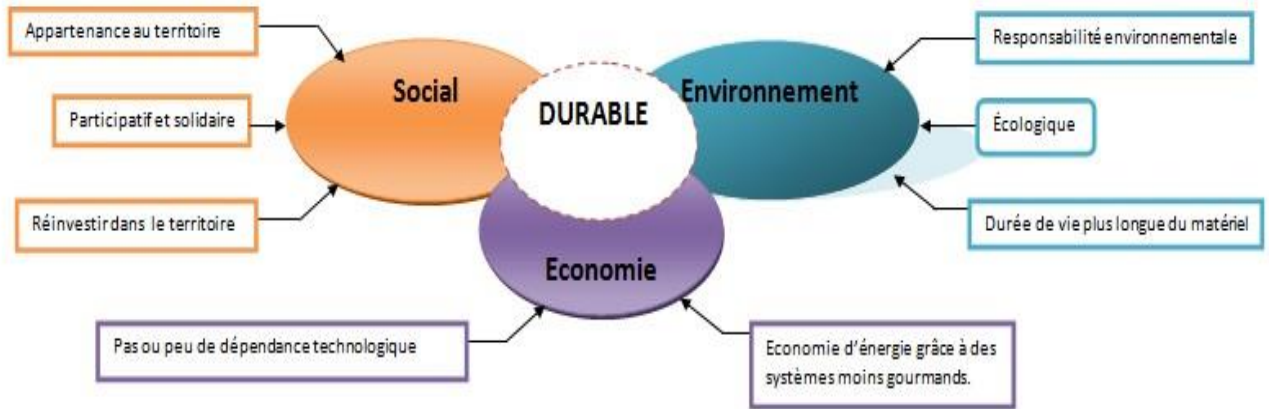 Appartenance au territoire
Participatif et solidaire
Réinvestir dans le territoire
Social
DURABLE
Environnement
Economie
Responsabilité environnementale
Écologique
Durée de vie plus longue du matériel
Pas ou peu de dépendance technologique
Economie d'énergie grâce à des
systèmes moins gourmands.